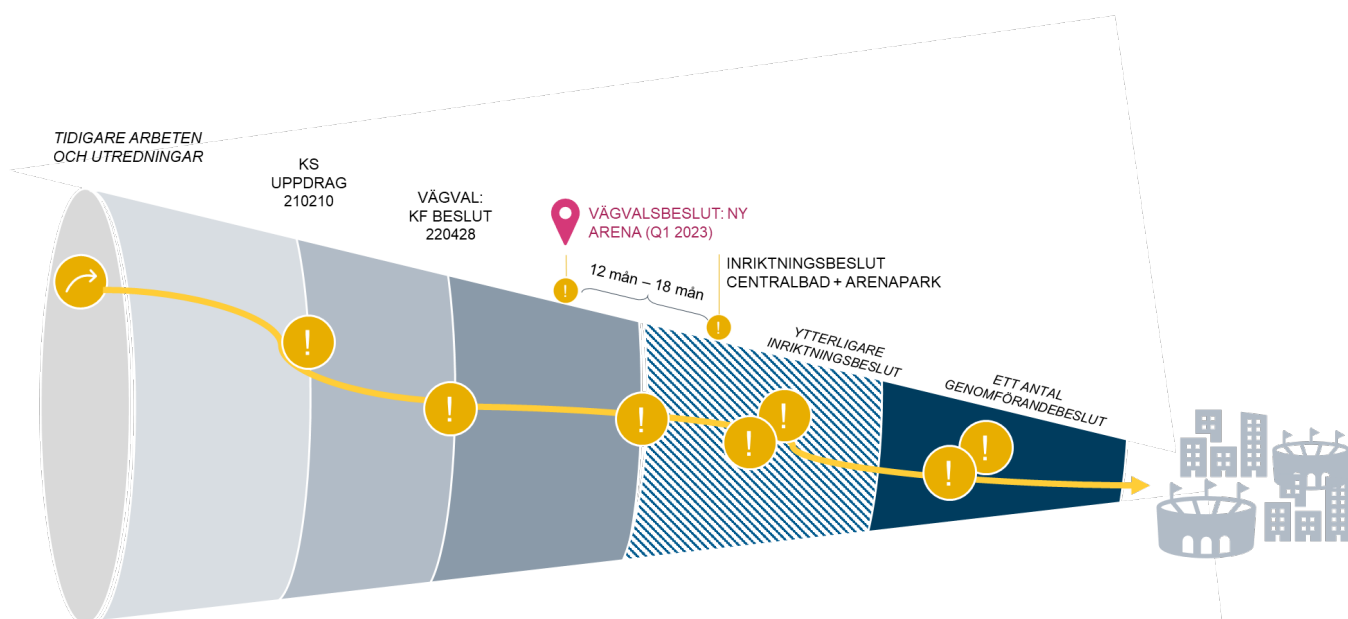 TIDIGARE ARBETEN
OCH UTREDNINGAR
KS
UPPDRAG
210210
VÄGVAL:
KF BESLUT
220428
VÄGVALSBESLUT: NY
ARENA (Q1 2023)
12 mån – 18 mån
INRIKTNINGSBESLUT
CENTRALBAD + ARENAPARK
YTTERLIGARE
INRIKTNINGSBESLUT
ETT ANTAL
GENOMFÖRANDEBESLUT
!
!
!
!
!
!
!
!
!